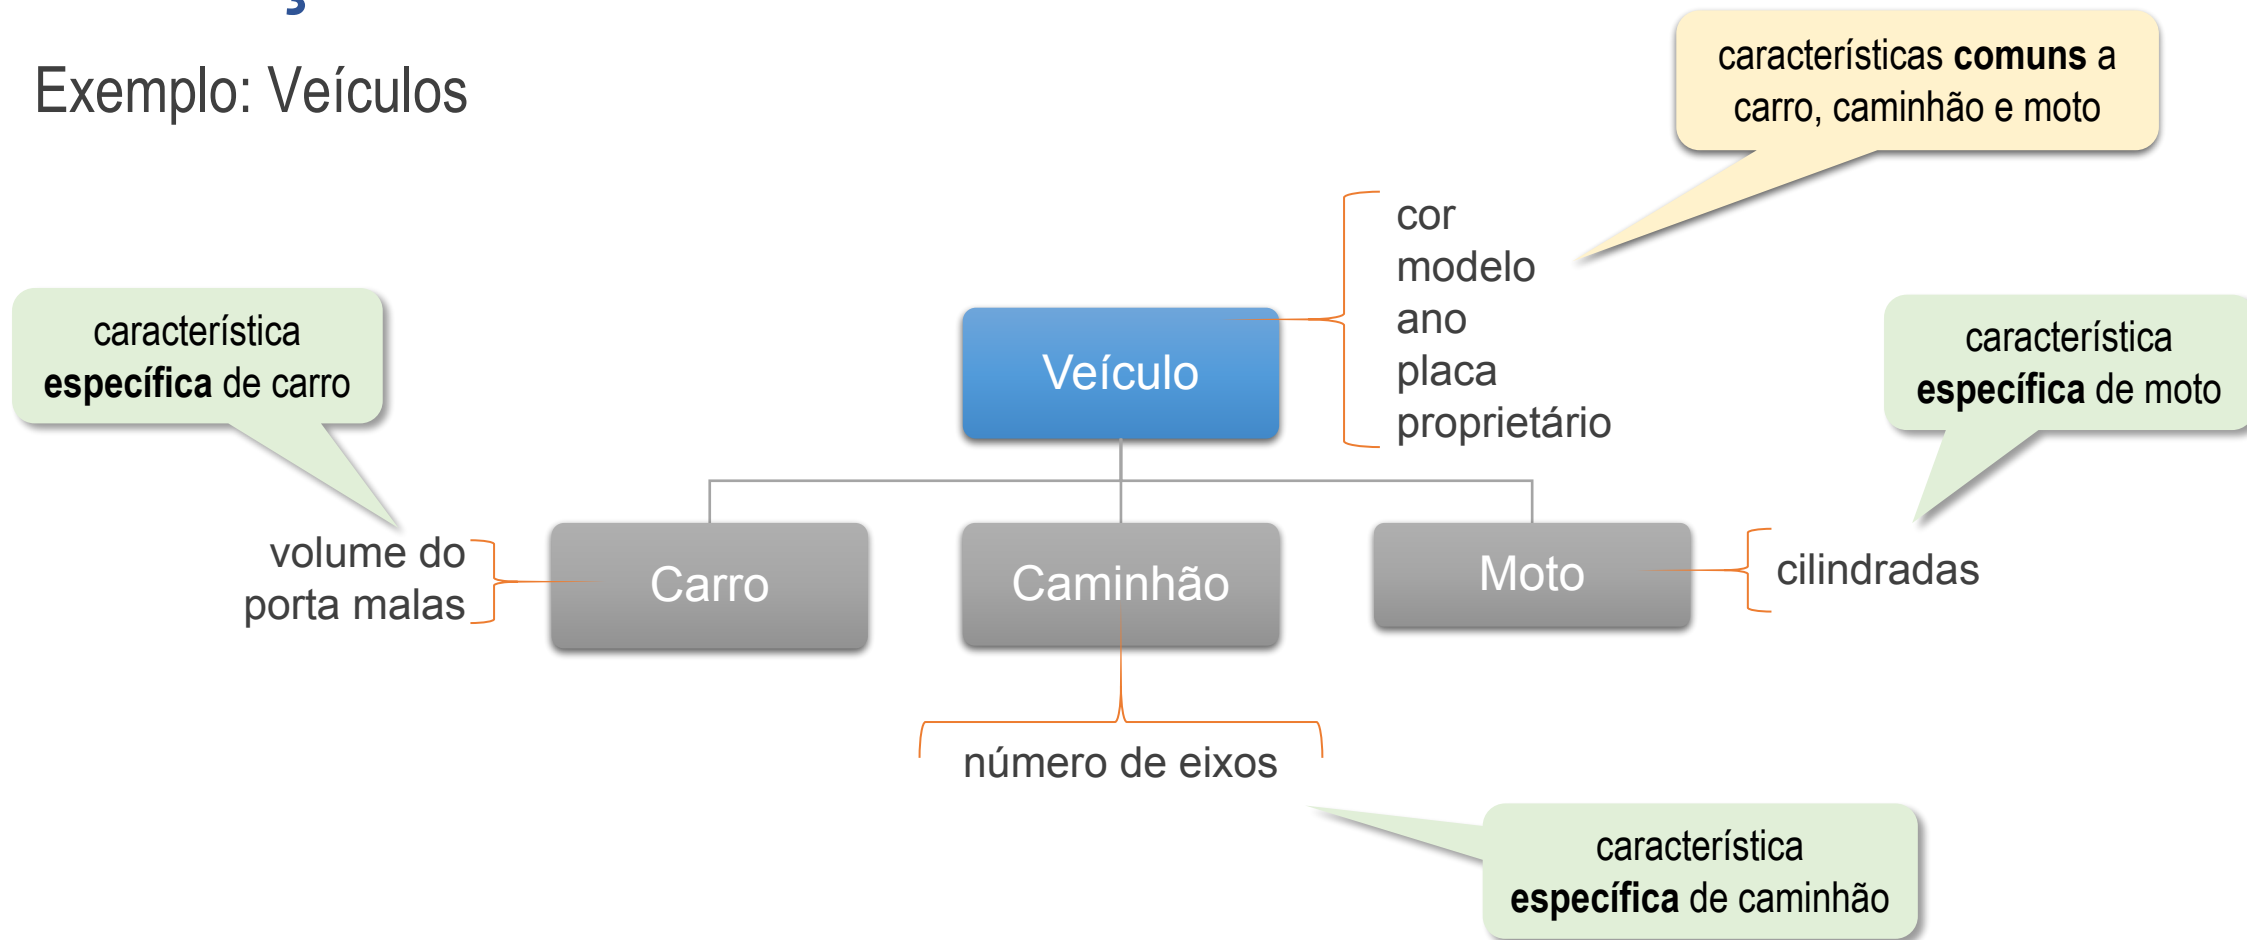 Exemplo: Veículos
características comuns a
carro, caminhão e moto
cor
modelo
ano
placa
proprietário
característica
específica de carro
Veículo
característica
específica de moto
volume do
porta malas
Carro
Caminhão
Moto
cilindradas
número de eixos
característica
específica de caminhão